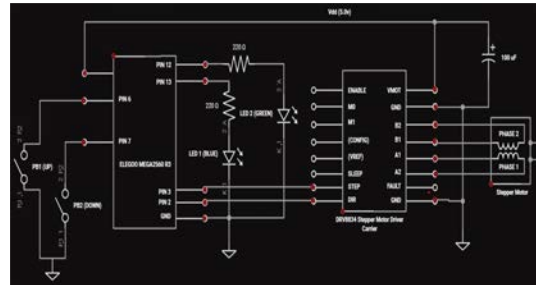 Vdd (5.0v)
220 Ω
PIN 12
PIN 13
220 Ω
LED 2 (GREEN)
LED 1 (BLUE)
PIN 6
PIN 7
ELEGOO MEGA2560 R3
PIN 3
PIN 2
GND
PB1 (UP)
PB2 (DOWN)
100 uF
ENABLE
M0
M1
(CONFIG)
(VREF)
SLEEP
STEP
DIR
VMOT
GND
B2
B1
A1
A2
FAULT
GND
DRV8834 Stepper Motor Driver
Carrier
PHASE 2
PHASE 1
Stepper Motor